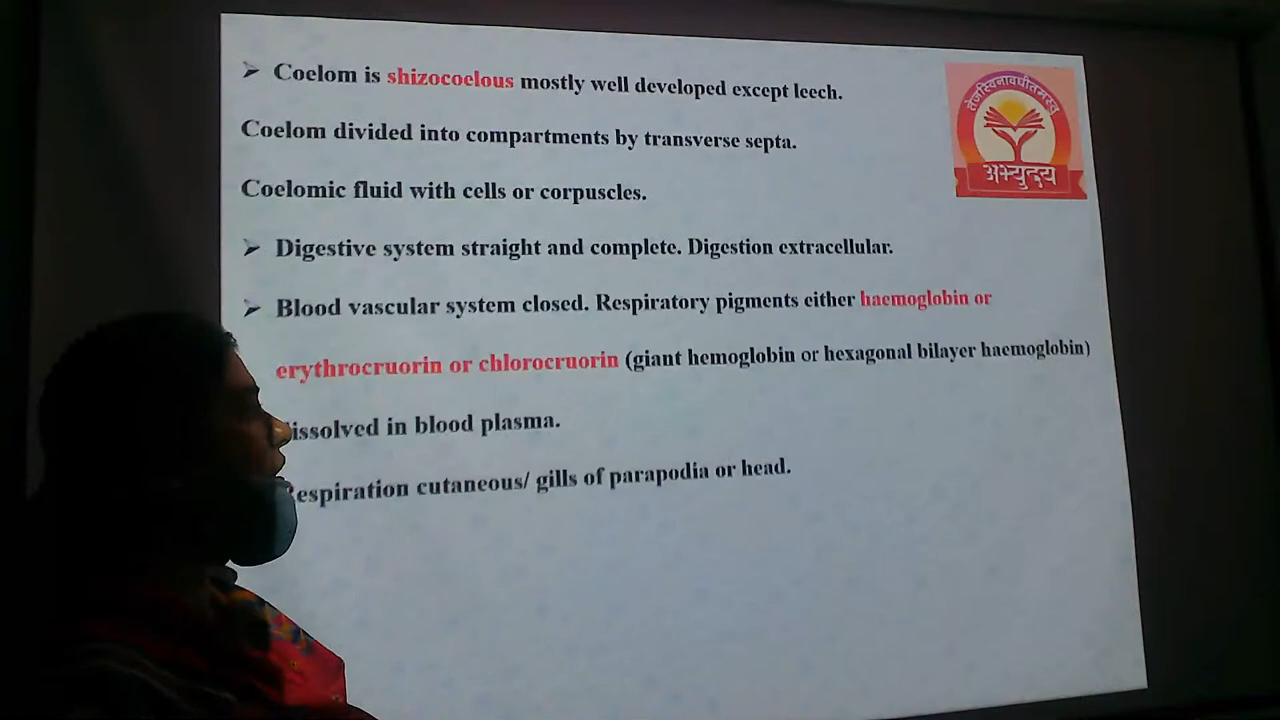 ➢ Coelom is shizocoelous mostly well developed except leech.
Coelom divided into compartments by transverse septa.
Coelomic fluid with cells or corpuscles.
➢ Digestive system straight and complete. Digestion extracellular.
➢ Blood vascular system closed. Respiratory pigments either haemoglobin or
erythrocruorin or chlorocruorin (giant hemoglobin or hexagonal bilayer haemoglobin)
issolved in blood plasma.
espiration cutaneous/ gills of parapodia or head.
तेजस्विनावधीतमस्तु
अभ्युदय